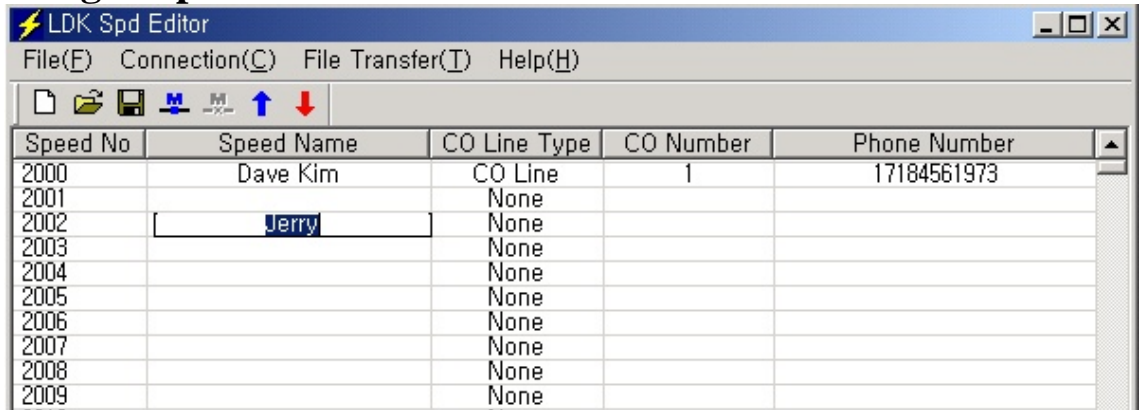 LDK Spd Editor
File(F) Connection(C) File Transfer(T) Help(H)
Speed No Speed Name CO Line Type CO Number Phone Number
2000 Dave Kim CO Line 1 17184561973
2001 None
2002 Jerry None
2003 None
2004 None
2005 None
2006 None
2007 None
2008 None
2009 None